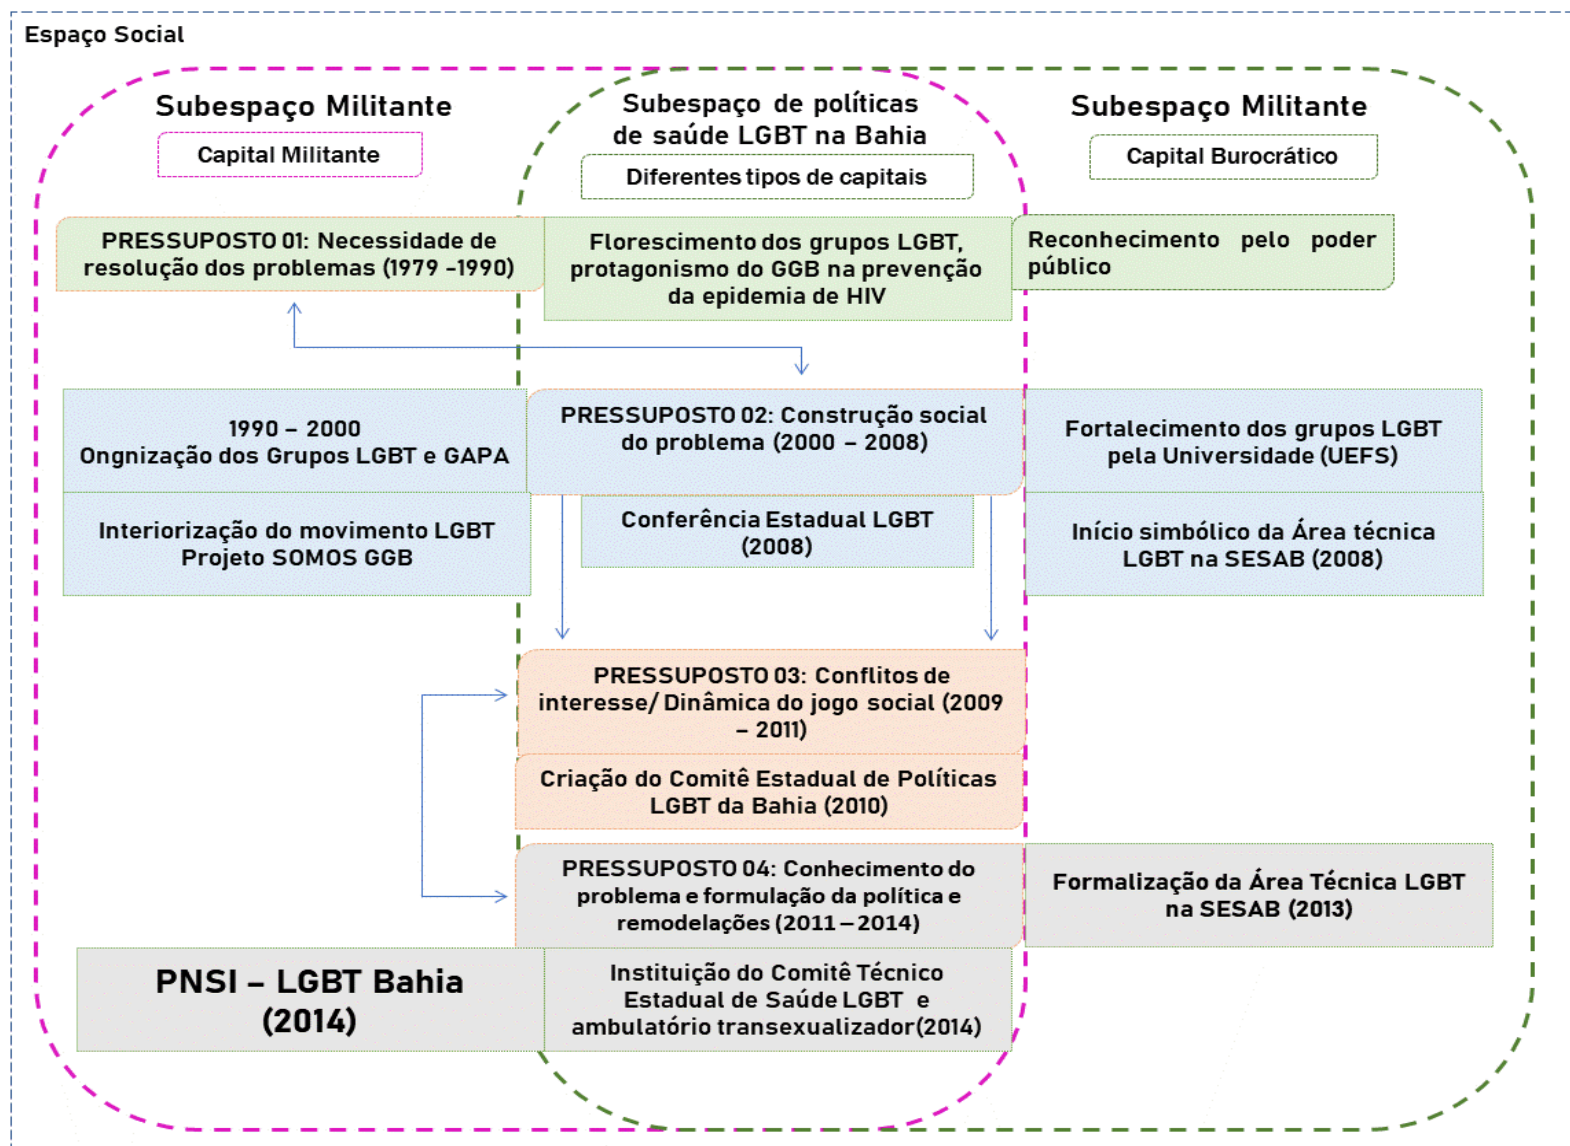 Espaço Social
Subespaço Militante
Capital Militante
Subespaço de políticas
de saúde LGBT na Bahia
Diferentes tipos de capitais
Subespaço Militante
Capital Burocrático
PRESSUPOSTO 01: Necessidade de
resolução dos problemas (1979 -1990)
Florescimento dos grupos LGBT,
protagonismo do GGB na prevenção
da epidemia de HIV
Reconhecimento pelo poder
público
1990 – 2000
Ongnização dos Grupos LGBT e GAPA
PRESSUPOSTO 02: Construção social
do problema (2000 – 2008)
Fortalecimento dos grupos LGBT
pela Universidade (UEFS)
Interiorização do movimento LGBT
Projeto SOMOS GGB
Conferência Estadual LGBT
(2008)
Início simbólico da Área técnica
LGBT na SESAB (2008)
PRESSUPOSTO 03: Conflitos de
interesse/ Dinâmica do jogo social (2009
– 2011)
Criação do Comitê Estadual de Políticas
LGBT da Bahia (2010)
PRESSUPOSTO 04: Conhecimento do
problema e formulação da política e
remodelações (2011 – 2014)
Formalização da Área Técnica LGBT
na SESAB (2013)
PNSI – LGBT Bahia
(2014)
Instituição do Comitê Técnico
Estadual de Saúde LGBT e
ambulatório transexualizador(2014)